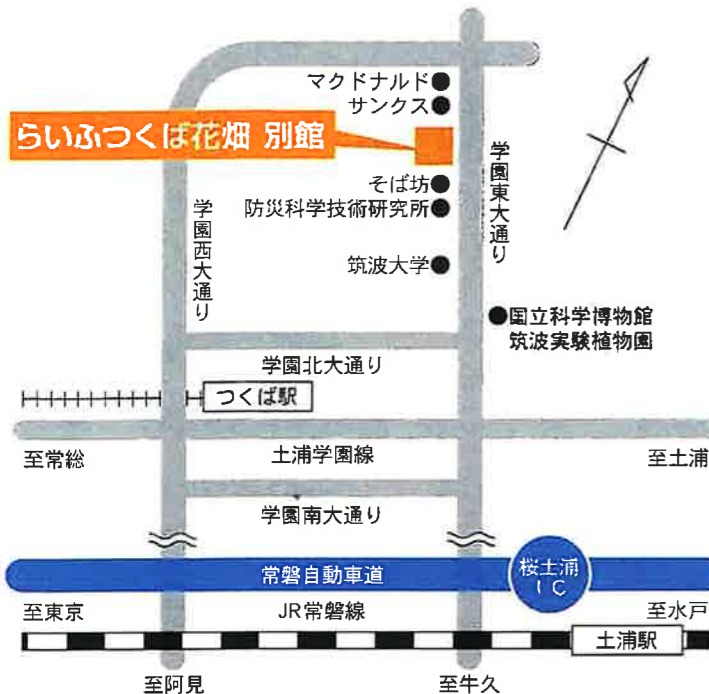 マクドナルド
サンクス
らいふつくば花畑 別館
そば坊
防災科学技術研究所
学園東大通り
学園西大通り
筑波大学
国立科学博物館
筑波実験植物園
学園北大通り
つくば駅
至常総
土浦学園線
至土浦
学園南大通り
常磐自動車道
桜土浦
IC
至東京
JR常磐線
至水戸
土浦駅
至阿見
至牛久